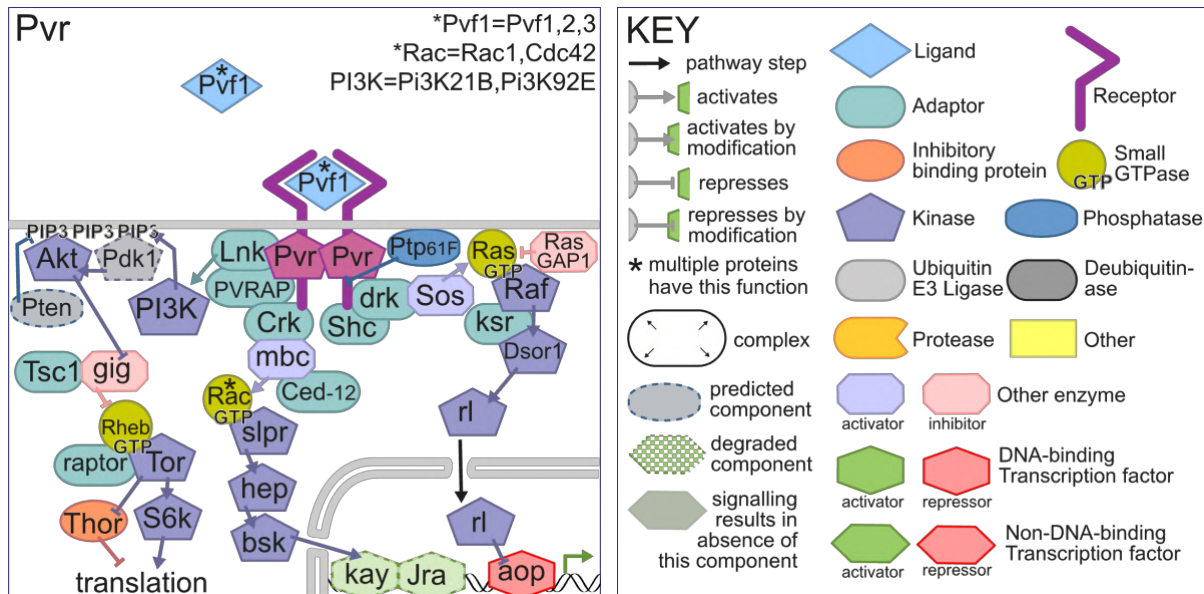 Pvr
*Pvf1=Pvf1,2,3
*Rac=Rac1,Cdc42
PI3K=Pi3K21B,Pi3K92E
*
Pvf1
*
Pvf1
PIP3 PIP3 PIP3
Akt
Pdk1
Pten
PI3K
Lnk
PVRAP
Pvr
Pvr
Ptp61F
Ras
GTP
Ras
GAP1
drk
Sos
Raf
Crk
Shc
ksr
mbc
Dsor1
Tsc1
gig
*
Rac
GTP
Ced-12
rl
Rheb
GTP
slpr
raptor
Tor
hep
Thor
S6k
rl
bsk
translation
kay
Jra
aop
KEY
pathway step
activates
activates by
modification
represses
represses by
modification
* multiple proteins
have this function
complex
predicted
component
degraded
component
signalling
results in
absence of
this component
Ligand
Receptor
Adaptor
Inhibitory
binding protein
GTP
Small
GTPase
Kinase
Phosphatase
Ubiquitin
E3 Ligase
Deubiquitin-
ase
Protease
Other
activator
inhibitor
Other enzyme
activator
repressor
DNA-binding
Transcription factor
activator
repressor
Non-DNA-binding
Transcription factor